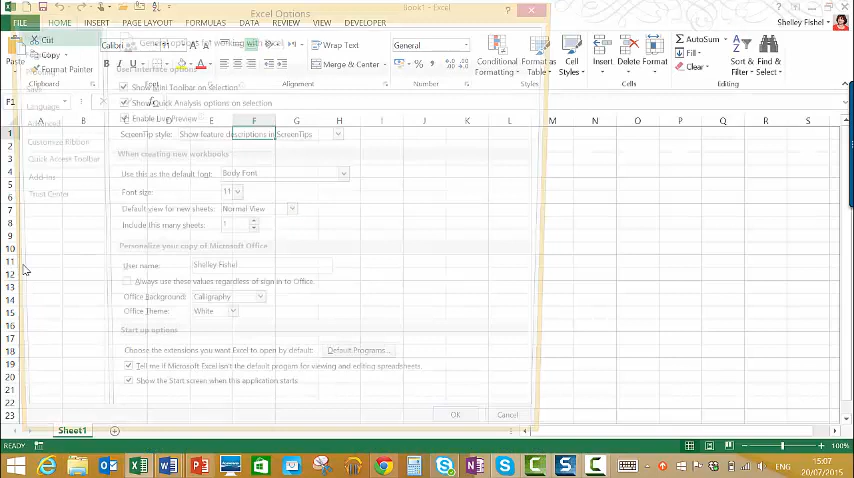 Excel Options
Book1 - Excel
FILE HOME INSERT PAGE LAYOUT FORMULAS DATA REVIEW VIEW DEVELOPER
Shelley Fishel
Paste
Cut
Copy
Format Painter
Clipboard
Calibri
11
B I U
Wrap Text
Merge & Center
General
Number
Conditional Formatting
Format as Table
Cell Styles
Styles
Insert
Delete
Format
Cells
AutoSum
Fill
Clear
Sort & Filter
Find & Select
Editing
General options for working with Excel
Language
Advanced
Customize Ribbon
Quick Access Toolbar
Add-Ins
Trust Center
User Interface options
Show Mini Toolbar on selection
Show Quick Analysis options on selection
Enable Live Preview
ScreenTip style: Show feature descriptions in ScreenTips
When creating new workbooks
Use this as the default font: Body Font
Font size: 11
Default view for new sheets: Normal View
Include this many sheets: 1
Personalize your copy of Microsoft Office
User name: Shelley Fishel
Always use these values regardless of sign in to Office.
Office Background: Calligraphy
Office Theme: White
Start up options
Choose the extensions you want Excel to open by default: Default Programs...
Tell me if Microsoft Excel isn't the default program for viewing and editing spreadsheets.
Show the Start screen when this application starts
OK Cancel
F1
A B C D E F G H I J K L M N O P Q R S
1
2
3
4
5
6
7
8
9
10
11
12
13
14
15
16
17
18
19
20
21
22
23
Sheet1
READY
100%
ENG
15:07
20/07/2015